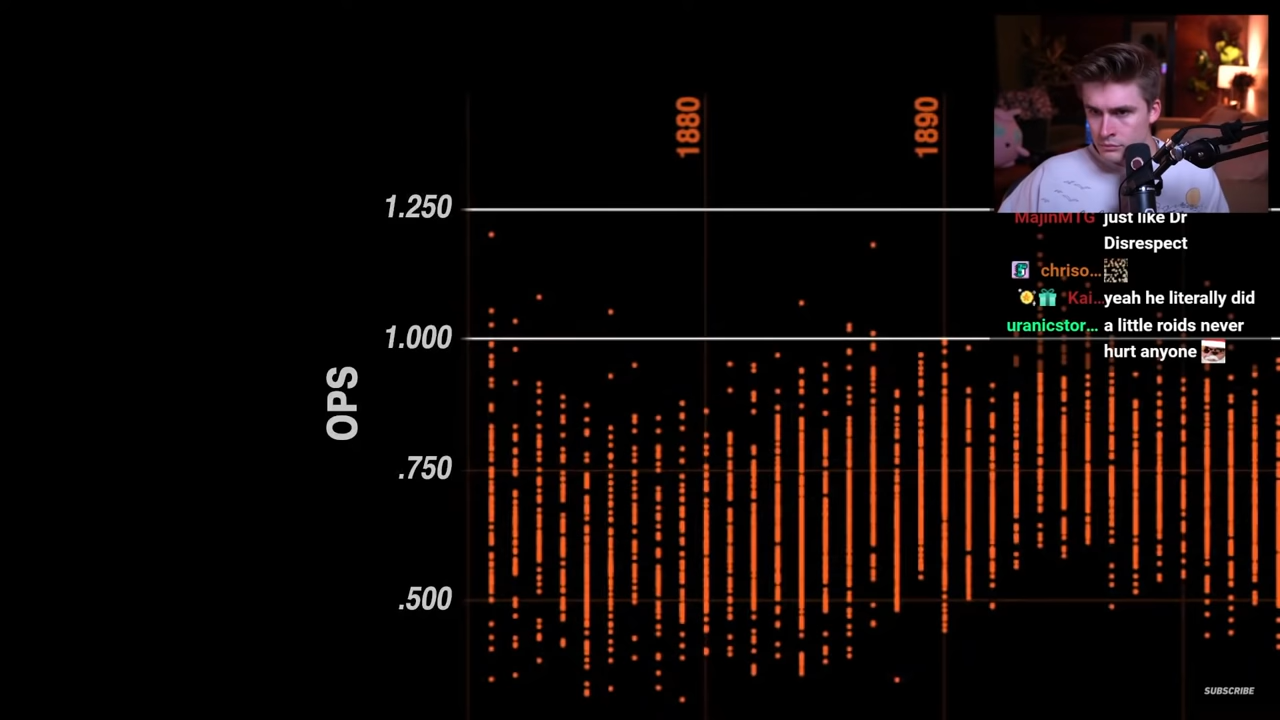 1880
1890
1.250
1.000
OPS
.750
.500
MajinMTG just like Dr
Disrespect
chriso...
Kai... yeah he literally did
uranicstor... a little roids never
hurt anyone
SUBSCRIBE